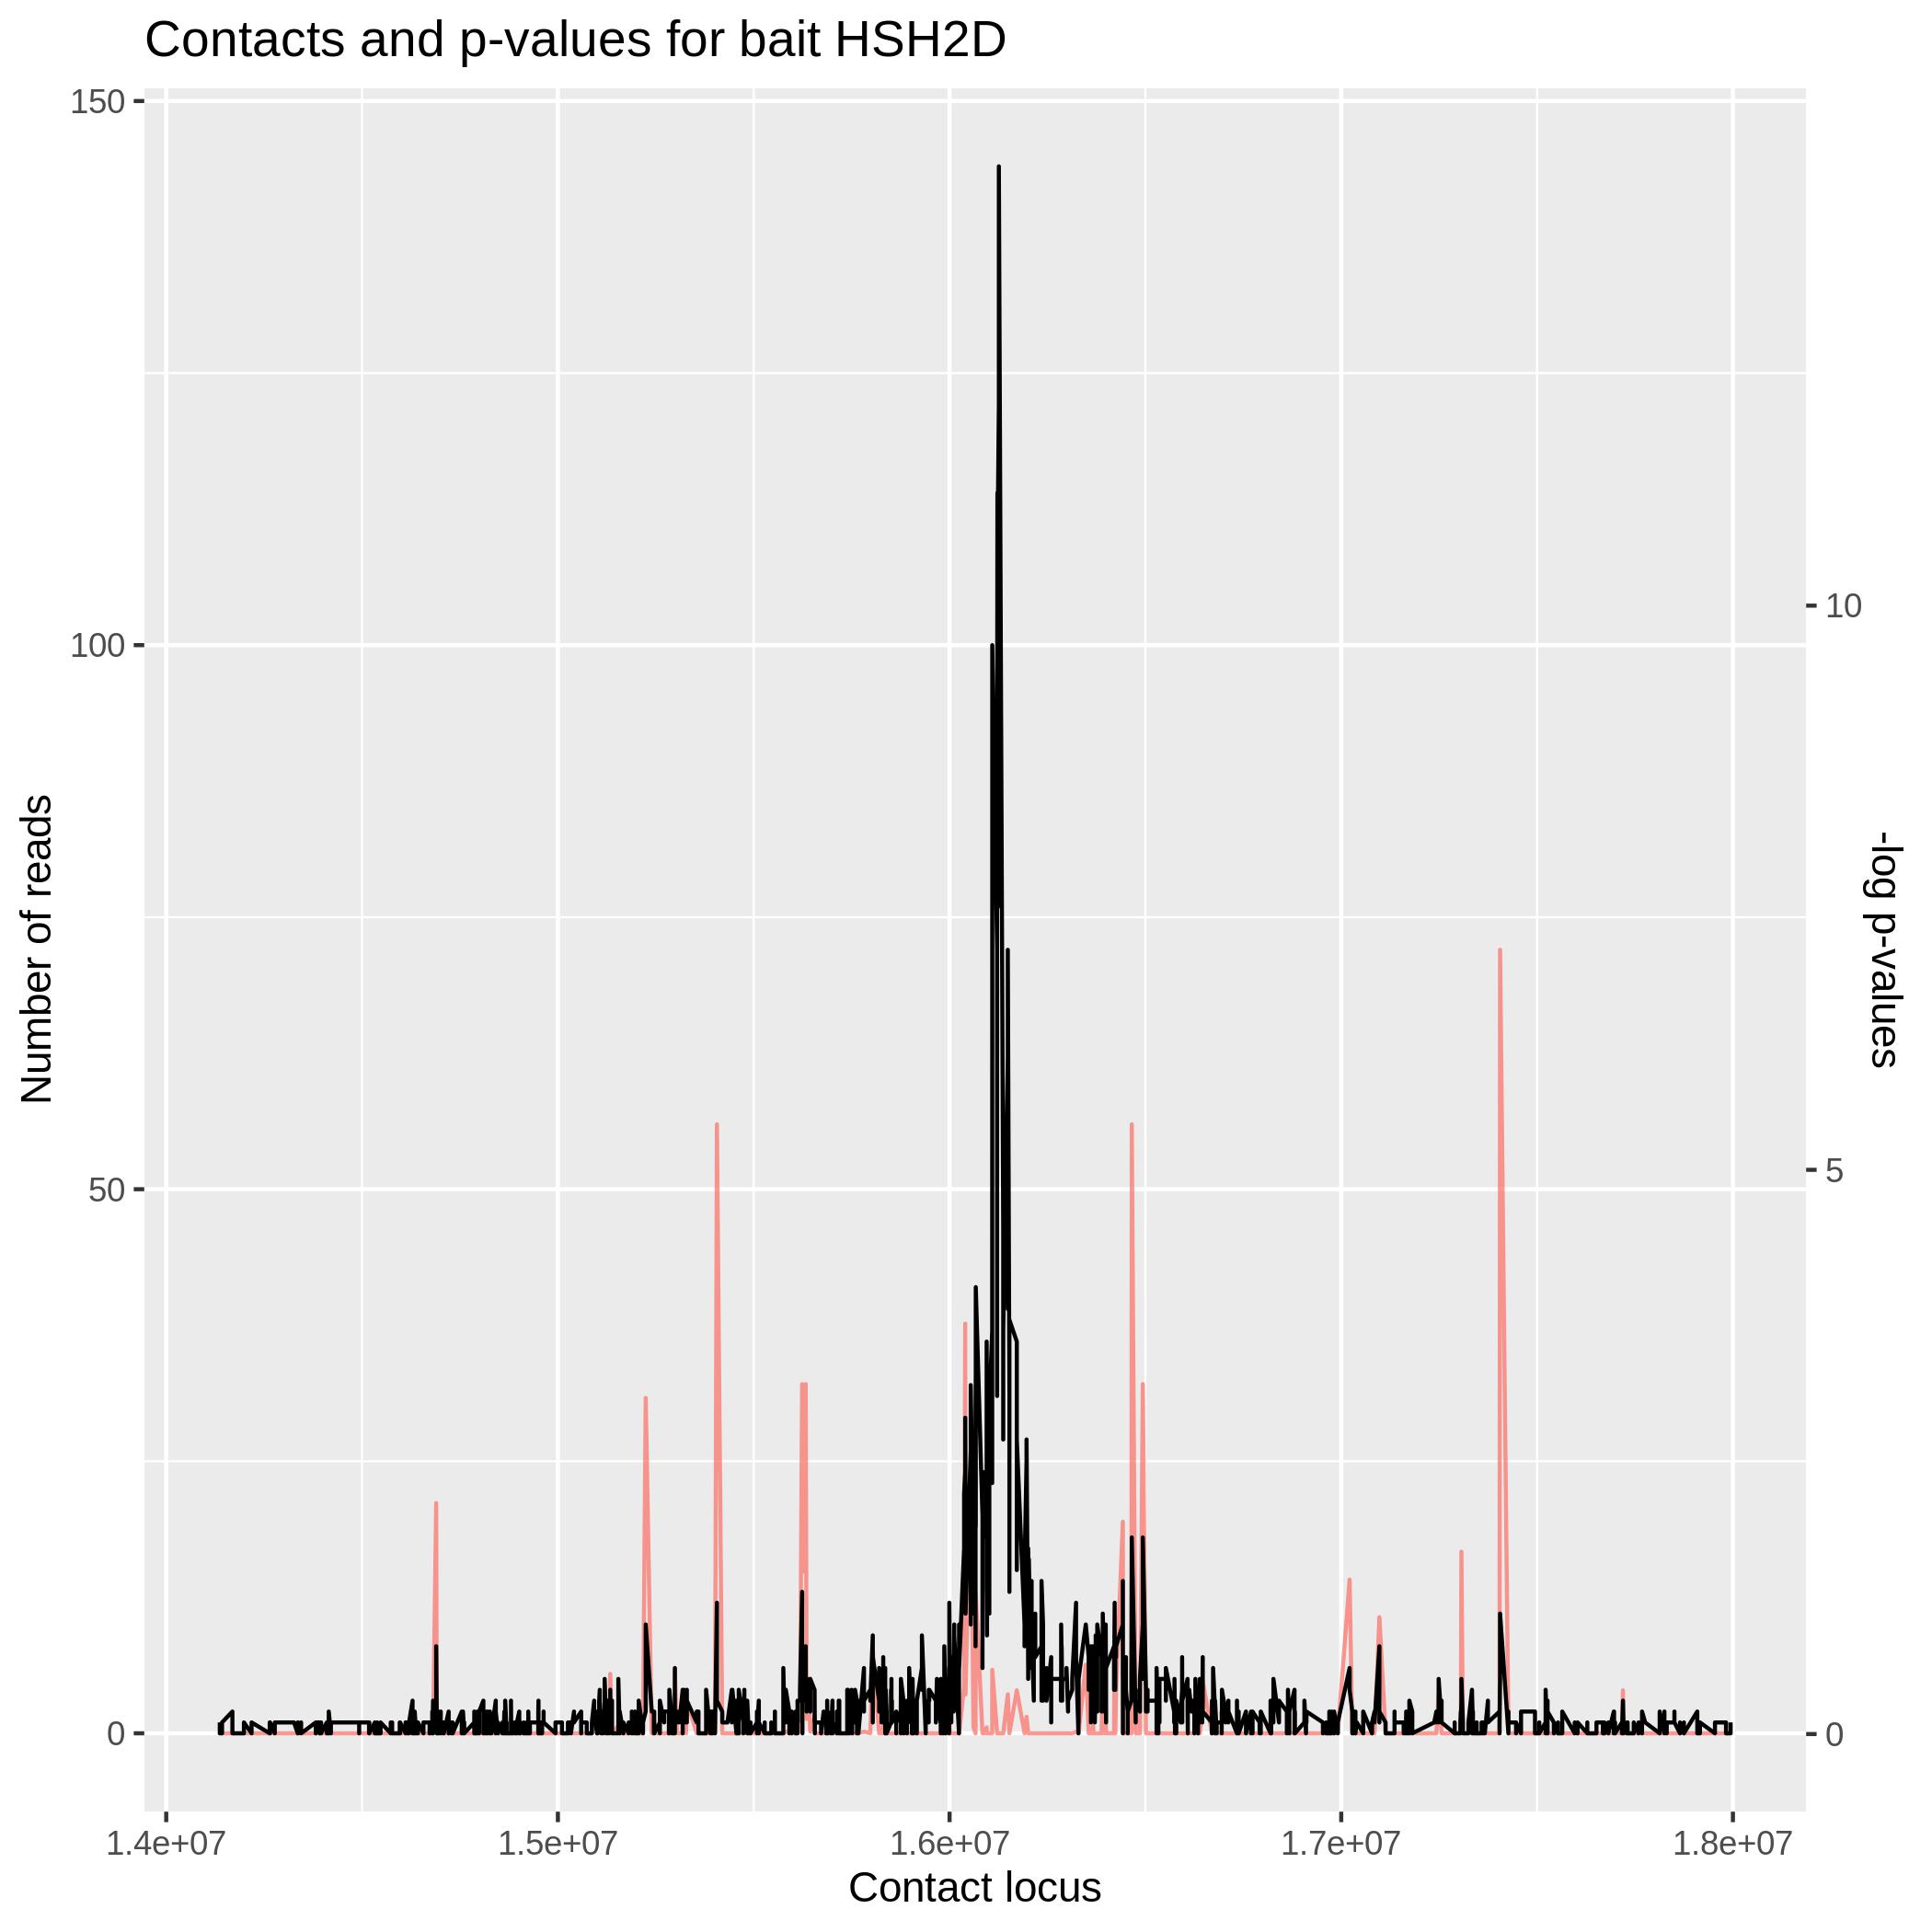 Contacts and p-values for bait HSH2D
150
100
50
0
Number of reads
10
5
0
-log p-values
1.4e+07
1.5e+07
1.6e+07
1.7e+07
1.8e+07
Contact locus